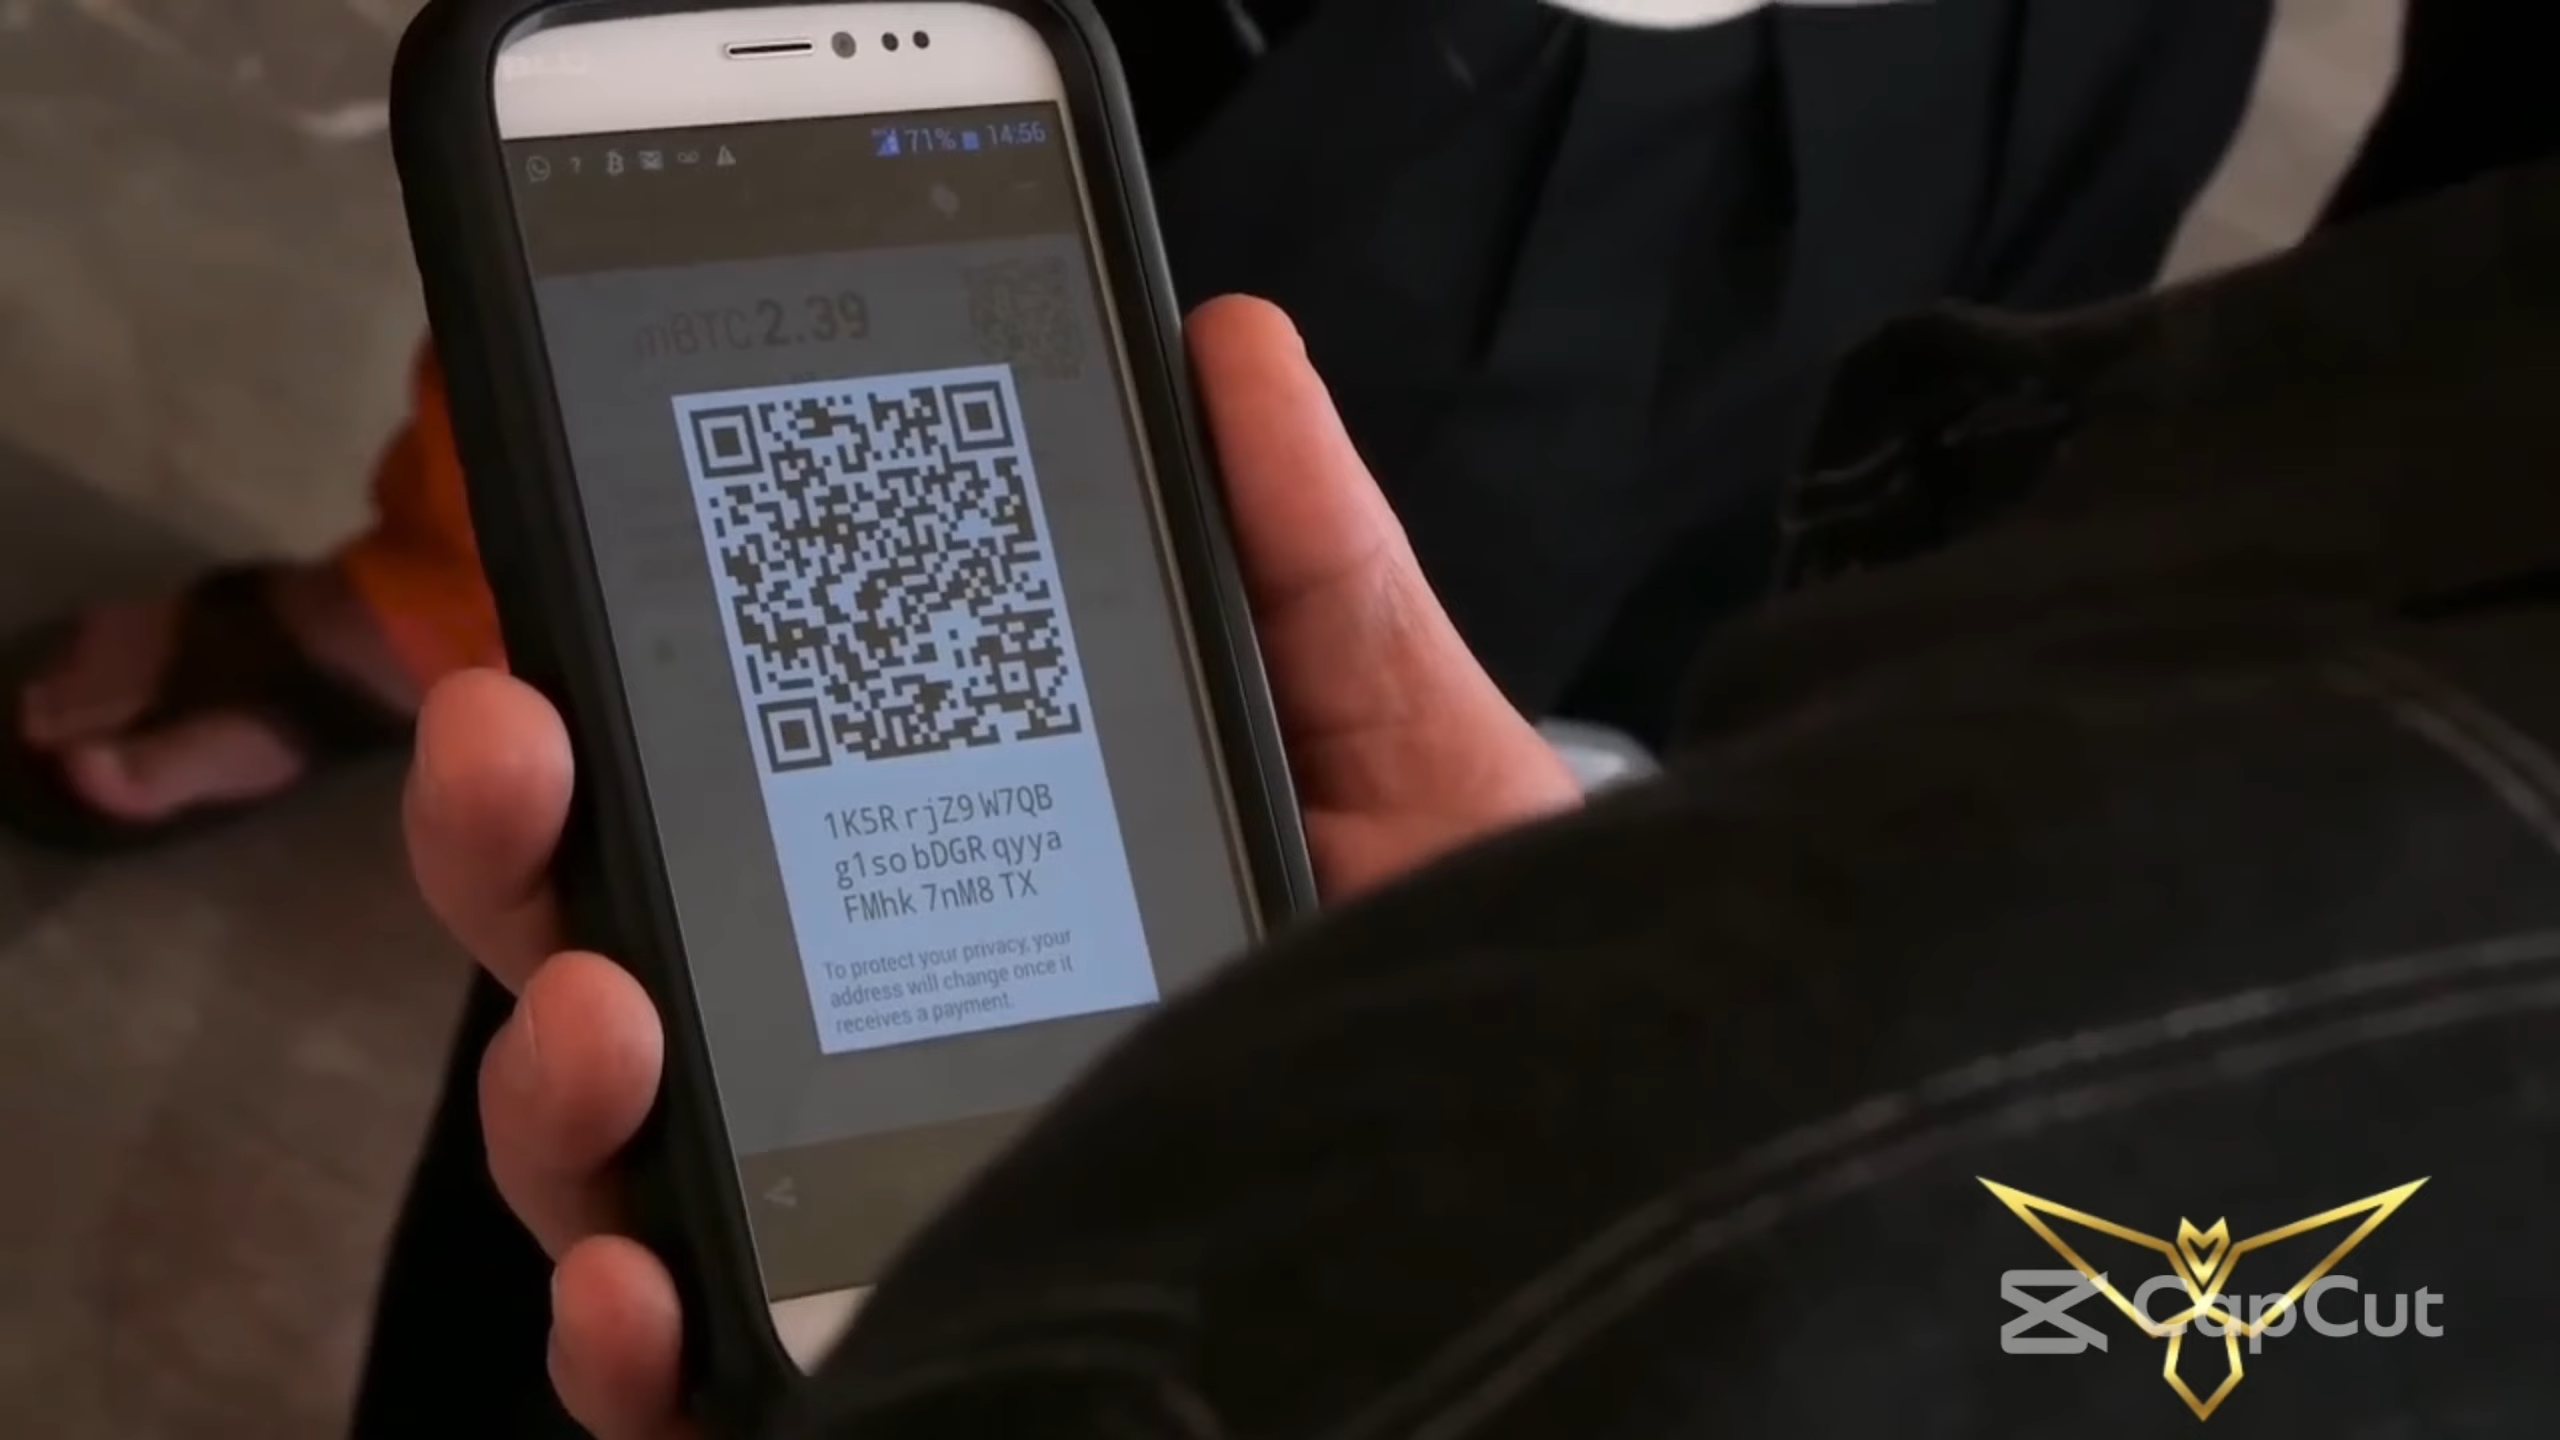 71% 14:56
mBTC 2.39
1K5R rjZ9 W7QB
g1so bDGR qyya
FMhk 7nM8 TX
To protect your privacy, your
address will change once it
receives a payment.
CapCut